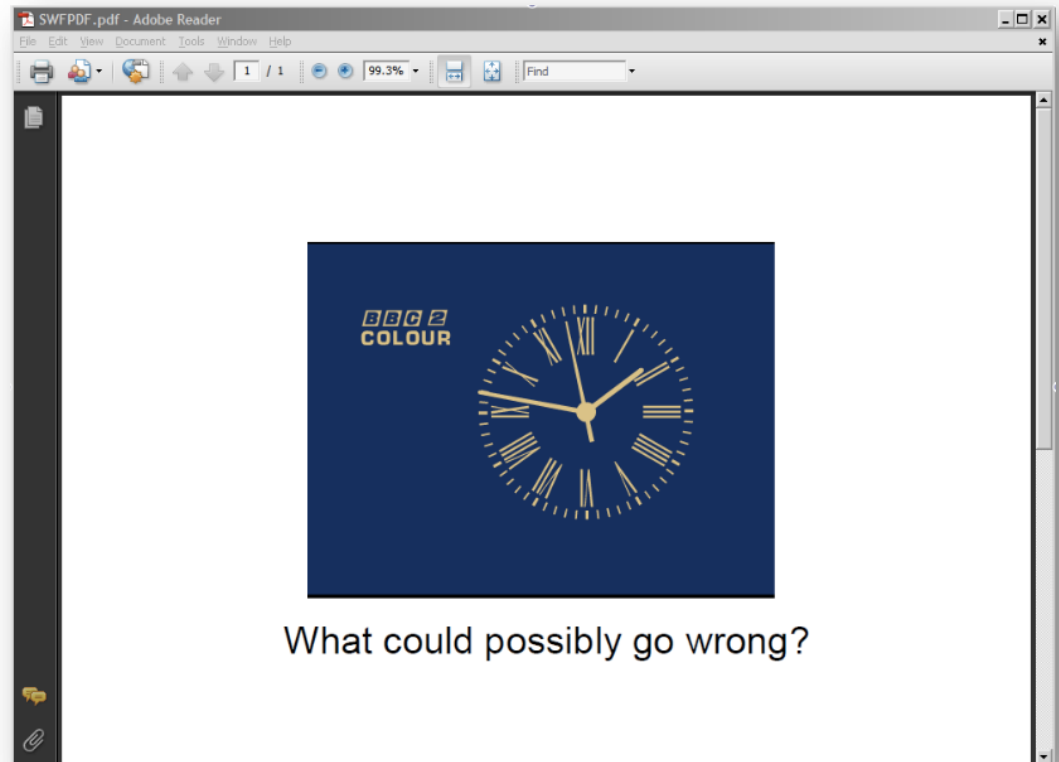 SWFPDF.pdf - Adobe Reader
File Edit View Document Tools Window Help
1 / 1 99.3% Find
BBC 2
COLOUR
XII I II III IIII V VI VII VIII IX X XI
What could possibly go wrong?